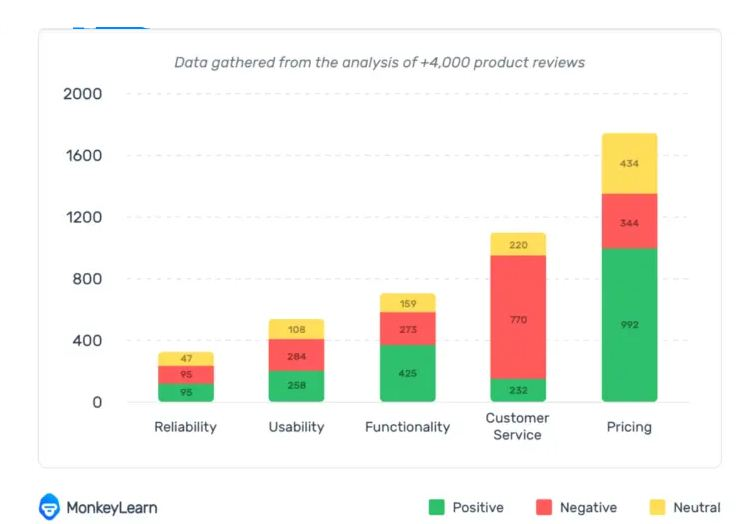 Data gathered from the analysis of +4,000 product reviews
2000
1600
1200
800
400
0
47
95
95
108
284
258
159
273
425
220
770
232
434
344
992
Reliability
Usability
Functionality
Customer
Service
Pricing
MonkeyLearn
Positive
Negative
Neutral